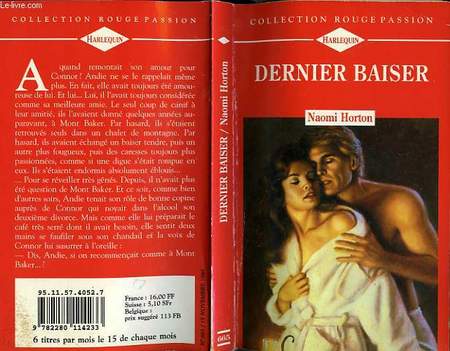 le-livre.com
COLLECTION ROUGE PASSION
HARLEQUIN
A quand remontait son amour pour
Connor ? Andie ne se le rappelait même
plus. En fait, elle avait toujours été amou-
reuse de lui. Et lui... Lui, il l'avait toujours considérée
comme sa meilleure amie. Le seul coup de canif à
leur amitié, ils l'avaient donné quelques années au-
paravant, à Mont Baker. Par hasard, ils s'étaient
retrouvés seuls dans un chalet de montagne. Par
hasard, ils avaient échangé un baiser tendre, puis un
autre plus fougueux, puis des caresses toujours plus
passionnées, comme si une digue s'était rompue en
eux. Ils s'étaient endormis absolument éblouis...
... Pour se réveiller très gênés. Depuis, il n'avait plus
été question de Mont Baker. Et ce soir, comme bien
d'autres soirs, Andie tenait son rôle de bonne copine
auprès de Connor qui noyait dans l'alcool son
deuxième divorce. Mais comme elle lui préparait le
café très serré dont il avait besoin, elle sentit deux
mains se faufiler sous son chandail et la voix de
Connor lui susurrer à l'oreille :
— Dis, Andie, si on recommençait comme à Mont
Baker...!
95.11.57.4052.7
9 782280 114233
France : 16,00 FF
Suisse : 5,10 SFr
Belgique :
prix suggéré 113 FB
6 titres par mois le 15 de chaque mois
DERNIER BAISER / Naomi Horton
665
COLLECTION ROUGE PASSION
HARLEQUIN
DERNIER BAISER
Naomi Horton